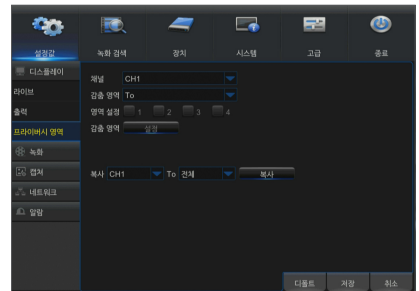 설정값 녹화 검색 장치 시스템 고급 종료
디스플레이
라이브
출력
프라이버시 영역
녹화
캡처
네트워크
알람
채널 CH1
감춤 영역 To
영역 설정 1 2 3 4
감춤 영역 설정
복사 CH1 To 전체 복사
디폴트 저장 취소